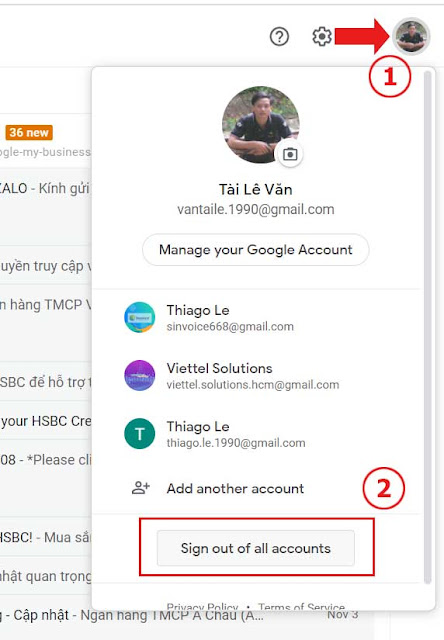 1
36 new
ogle-my-business
ZALO - Kính gửi
Tài Lê Văn
vantaile.1990@gmail.com
Manage your Google Account
uyền truy cập v
Thiago Le
sinvoice668@gmail.com
n hàng TMCP V
Viettel Solutions
viettel.solutions.hcm@gmail.com
SBC để hỗ trợ t
your HSBC Cre
Thiago Le
thiago.le.1990@gmail.com
T
08 - *Please cli
Add another account
2
HSBC! - Mua sắ
Sign out of all accounts
nhật quan trọng
Privacy Policy • Terms of Service
g - Cập nhật - Ngân hàng TMCP Á Châu (A...
Nov 3